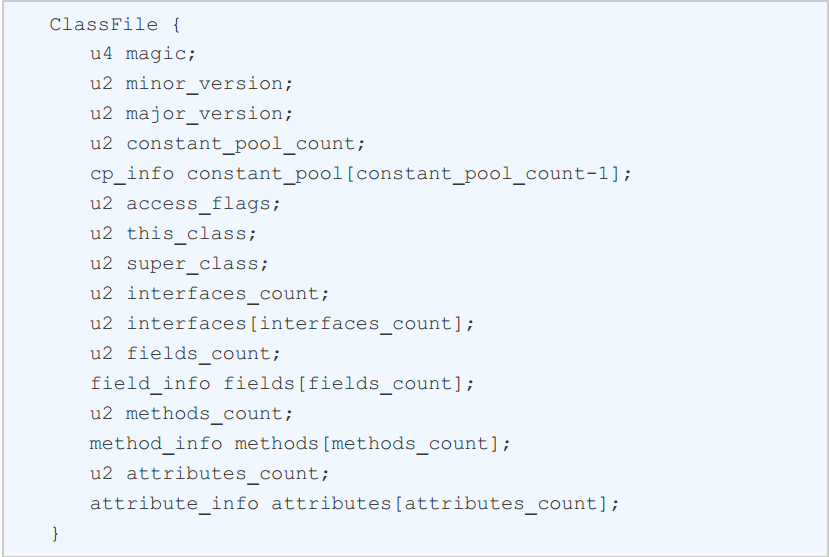 ClassFile {
u4 magic;
u2 minor_version;
u2 major_version;
u2 constant_pool_count;
cp_info constant_pool[constant_pool_count-1];
u2 access_flags;
u2 this_class;
u2 super_class;
u2 interfaces_count;
u2 interfaces[interfaces_count];
u2 fields_count;
field_info fields[fields_count];
u2 methods_count;
method_info methods[methods_count];
u2 attributes_count;
attribute_info attributes[attributes_count];
}